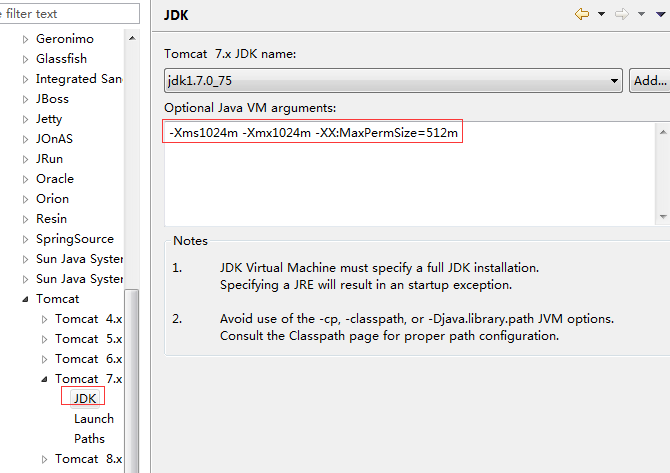 e filter text
Geronimo
Glassfish
Integrated San
JBoss
Jetty
JOnAS
JRun
Oracle
Orion
Resin
SpringSource
Sun Java System
Sun Java System
Tomcat
Tomcat 4.x
Tomcat 5.x
Tomcat 6.x
Tomcat 7.x
JDK
Launch
Paths
Tomcat 8.x
JDK
Tomcat 7.x JDK name:
jdk1.7.0_75
Add...
Optional Java VM arguments:
-Xms1024m -Xmx1024m -XX:MaxPermSize=512m
Notes
1. JDK Virtual Machine must specify a full JDK installation.
Specifying a JRE will result in an startup exception.
2. Avoid use of the -cp, -classpath, or -Djava.library.path JVM options.
Consult the Classpath page for proper path configuration.